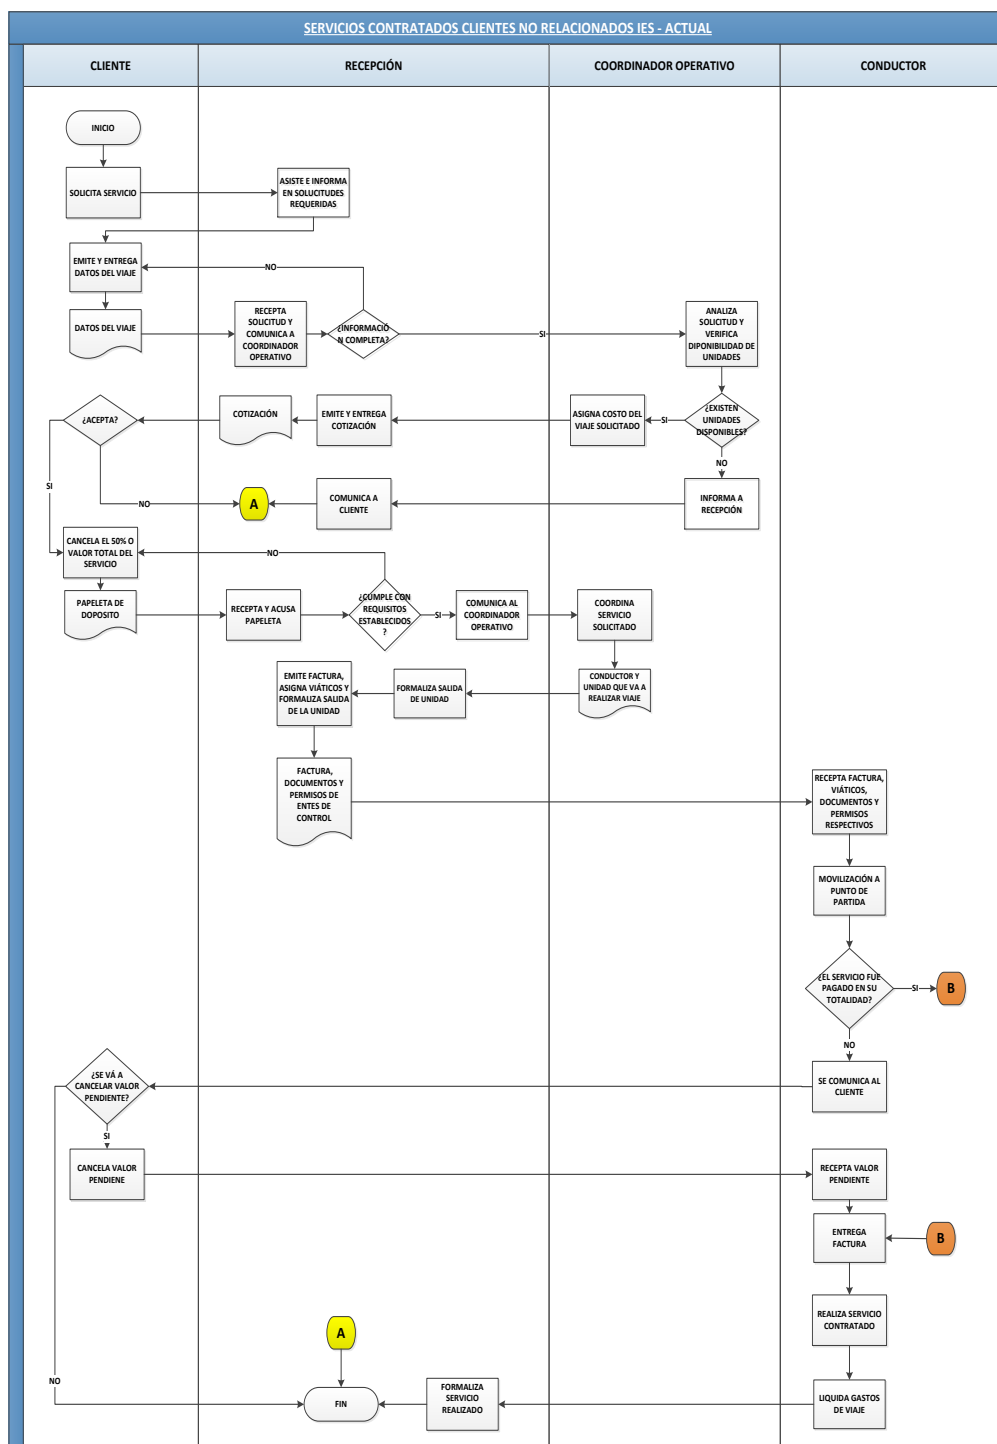 SERVICIOS CONTRATADOS CLIENTES NO RELACIONADOS IES - ACTUAL
CLIENTE
RECEPCIÓN
COORDINADOR OPERATIVO
CONDUCTOR
INICIO
SOLICITA SERVICIO
ASISTE E INFORMA
EN SOLUCITUDES
REQUERIDAS
EMITE Y ENTREGA
DATOS DEL VIAJE
NO
DATOS DEL VIAJE
RECEPTA
SOLICITUD Y
COMUNICA A
COORDINADOR
OPERATIVO
¿INFORMACIÓ
N COMPLETA?
SI
ANALIZA
SOLICITUD Y
VERIFICA
DIPONIBILIDAD DE
UNIDADES
¿ACEPTA?
COTIZACIÓN
EMITE Y ENTREGA
COTIZACIÓN
ASIGNA COSTO DEL
VIAJE SOLICITADO
SI
¿EXISTEN
UNIDADES
DISPONIBLES?
NO
SI
NO
A
COMUNICA A
CLIENTE
INFORMA A
RECEPCIÓN
CANCELA EL 50% O
VALOR TOTAL DEL
SERVICIO
NO
PAPELETA DE
DOPOSITO
RECEPTA Y ACUSA
PAPELETA
¿CUMPLE CON
REQUISITOS
ESTABLECIDOS
?
SI
COMUNICA AL
COORDINADOR
OPERATIVO
COORDINA
SERVICIO
SOLICITADO
EMITE FACTURA,
ASIGNA VIÁTICOS Y
FORMALIZA SALIDA
DE LA UNIDAD
FORMALIZA SALIDA
DE UNIDAD
CONDUCTOR Y
UNIDAD QUE VA A
REALIZAR VIAJE
FACTURA,
DOCUMENTOS Y
PERMISOS DE
ENTES DE
CONTROL
RECEPTA FACTURA,
VIÁTICOS,
DOCUMENTOS Y
PERMISOS
RESPECTIVOS
MOVILIZACIÓN A
PUNTO DE
PARTIDA
¿EL SERVICIO FUE
PAGADO EN SU
TOTALIDAD?
SI
B
NO
¿SE VÁ A
CANCELAR VALOR
PENDIENTE?
SE COMUNICA AL
CLIENTE
SI
CANCELA VALOR
PENDIENE
RECEPTA VALOR
PENDIENTE
ENTREGA
FACTURA
B
REALIZA SERVICIO
CONTRATADO
A
NO
FIN
FORMALIZA
SERVICIO
REALIZADO
LIQUIDA GASTOS
DE VIAJE